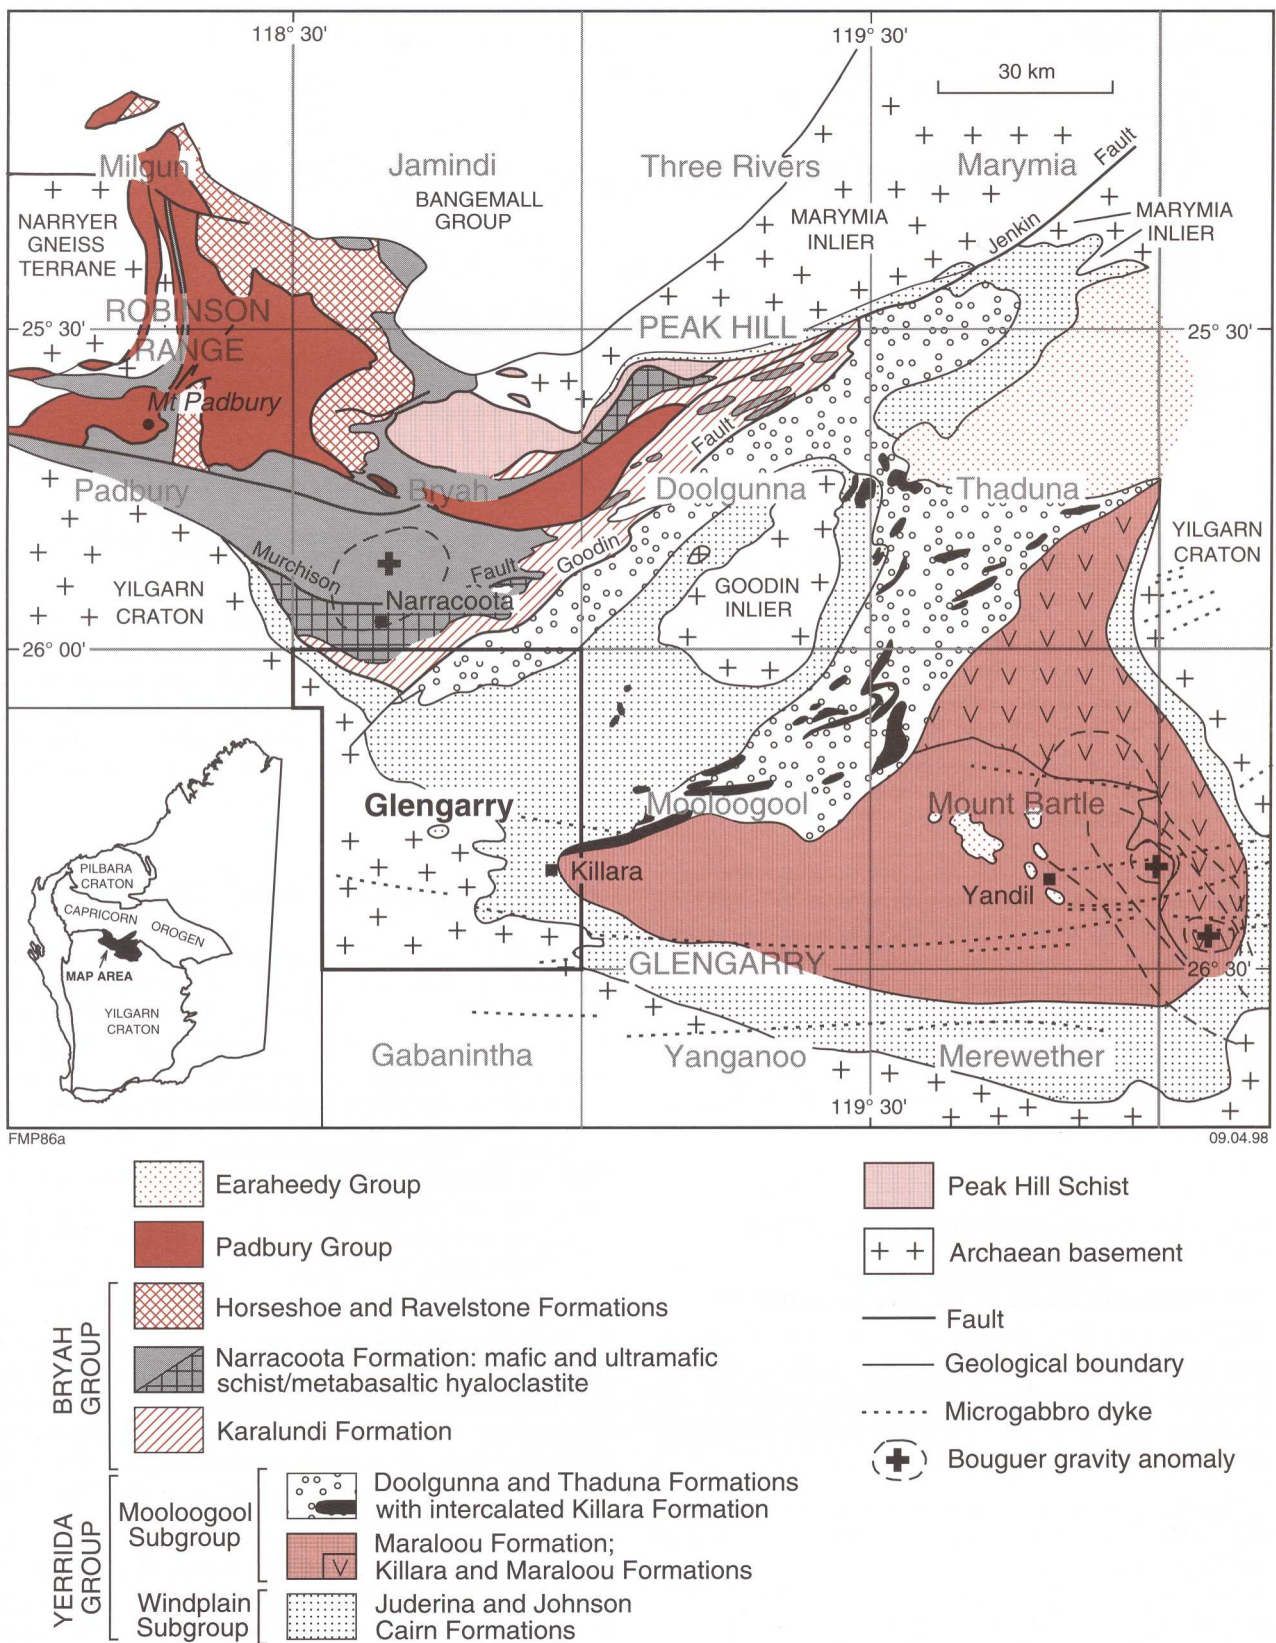 118° 30'
119° 30'
30 km
Fault
Milgun
Jamindi
Three Rivers
Marymia
BANGEMALL
GROUP
NARRYER
GNEISS
TERRANE
MARYMIA
INLIER
Jenkin
MARYMIA
INLIER
ROBINSON
RANGE
25° 30'
PEAK HILL
25° 30'
Mt Padbury
Fault
Padbury
Bryah
Doolgunna
Thaduna
YILGARN
CRATON
Murchison
Fault
Goodin
YILGARN
CRATON
Narracoota
GOODIN
INLIER
26° 00'
Glengarry
Mooloogool
Mount Bartle
Killara
Yandil
PILBARA
CRATON
CAPRICORN
OROGEN
MAP AREA
YILGARN
CRATON
GLENGARRY
26° 30'
Gabanintha
Yanganoo
Merewether
119° 30'
FMP86a
09.04.98
Earaheedy Group
Padbury Group
BRYAH
GROUP
Horseshoe and Ravelstone Formations
Narracoota Formation: mafic and ultramafic
schist/metabasaltic hyaloclastite
Karalundi Formation
YERRIDA
GROUP
Mooloogool
Subgroup
Doolgunna and Thaduna Formations
with intercalated Killara Formation
Maraloou Formation;
Killara and Maraloou Formations
Windplain
Subgroup
Juderina and Johnson
Cairn Formations
Peak Hill Schist
Archaean basement
Fault
Geological boundary
Microgabbro dyke
Bouguer gravity anomaly